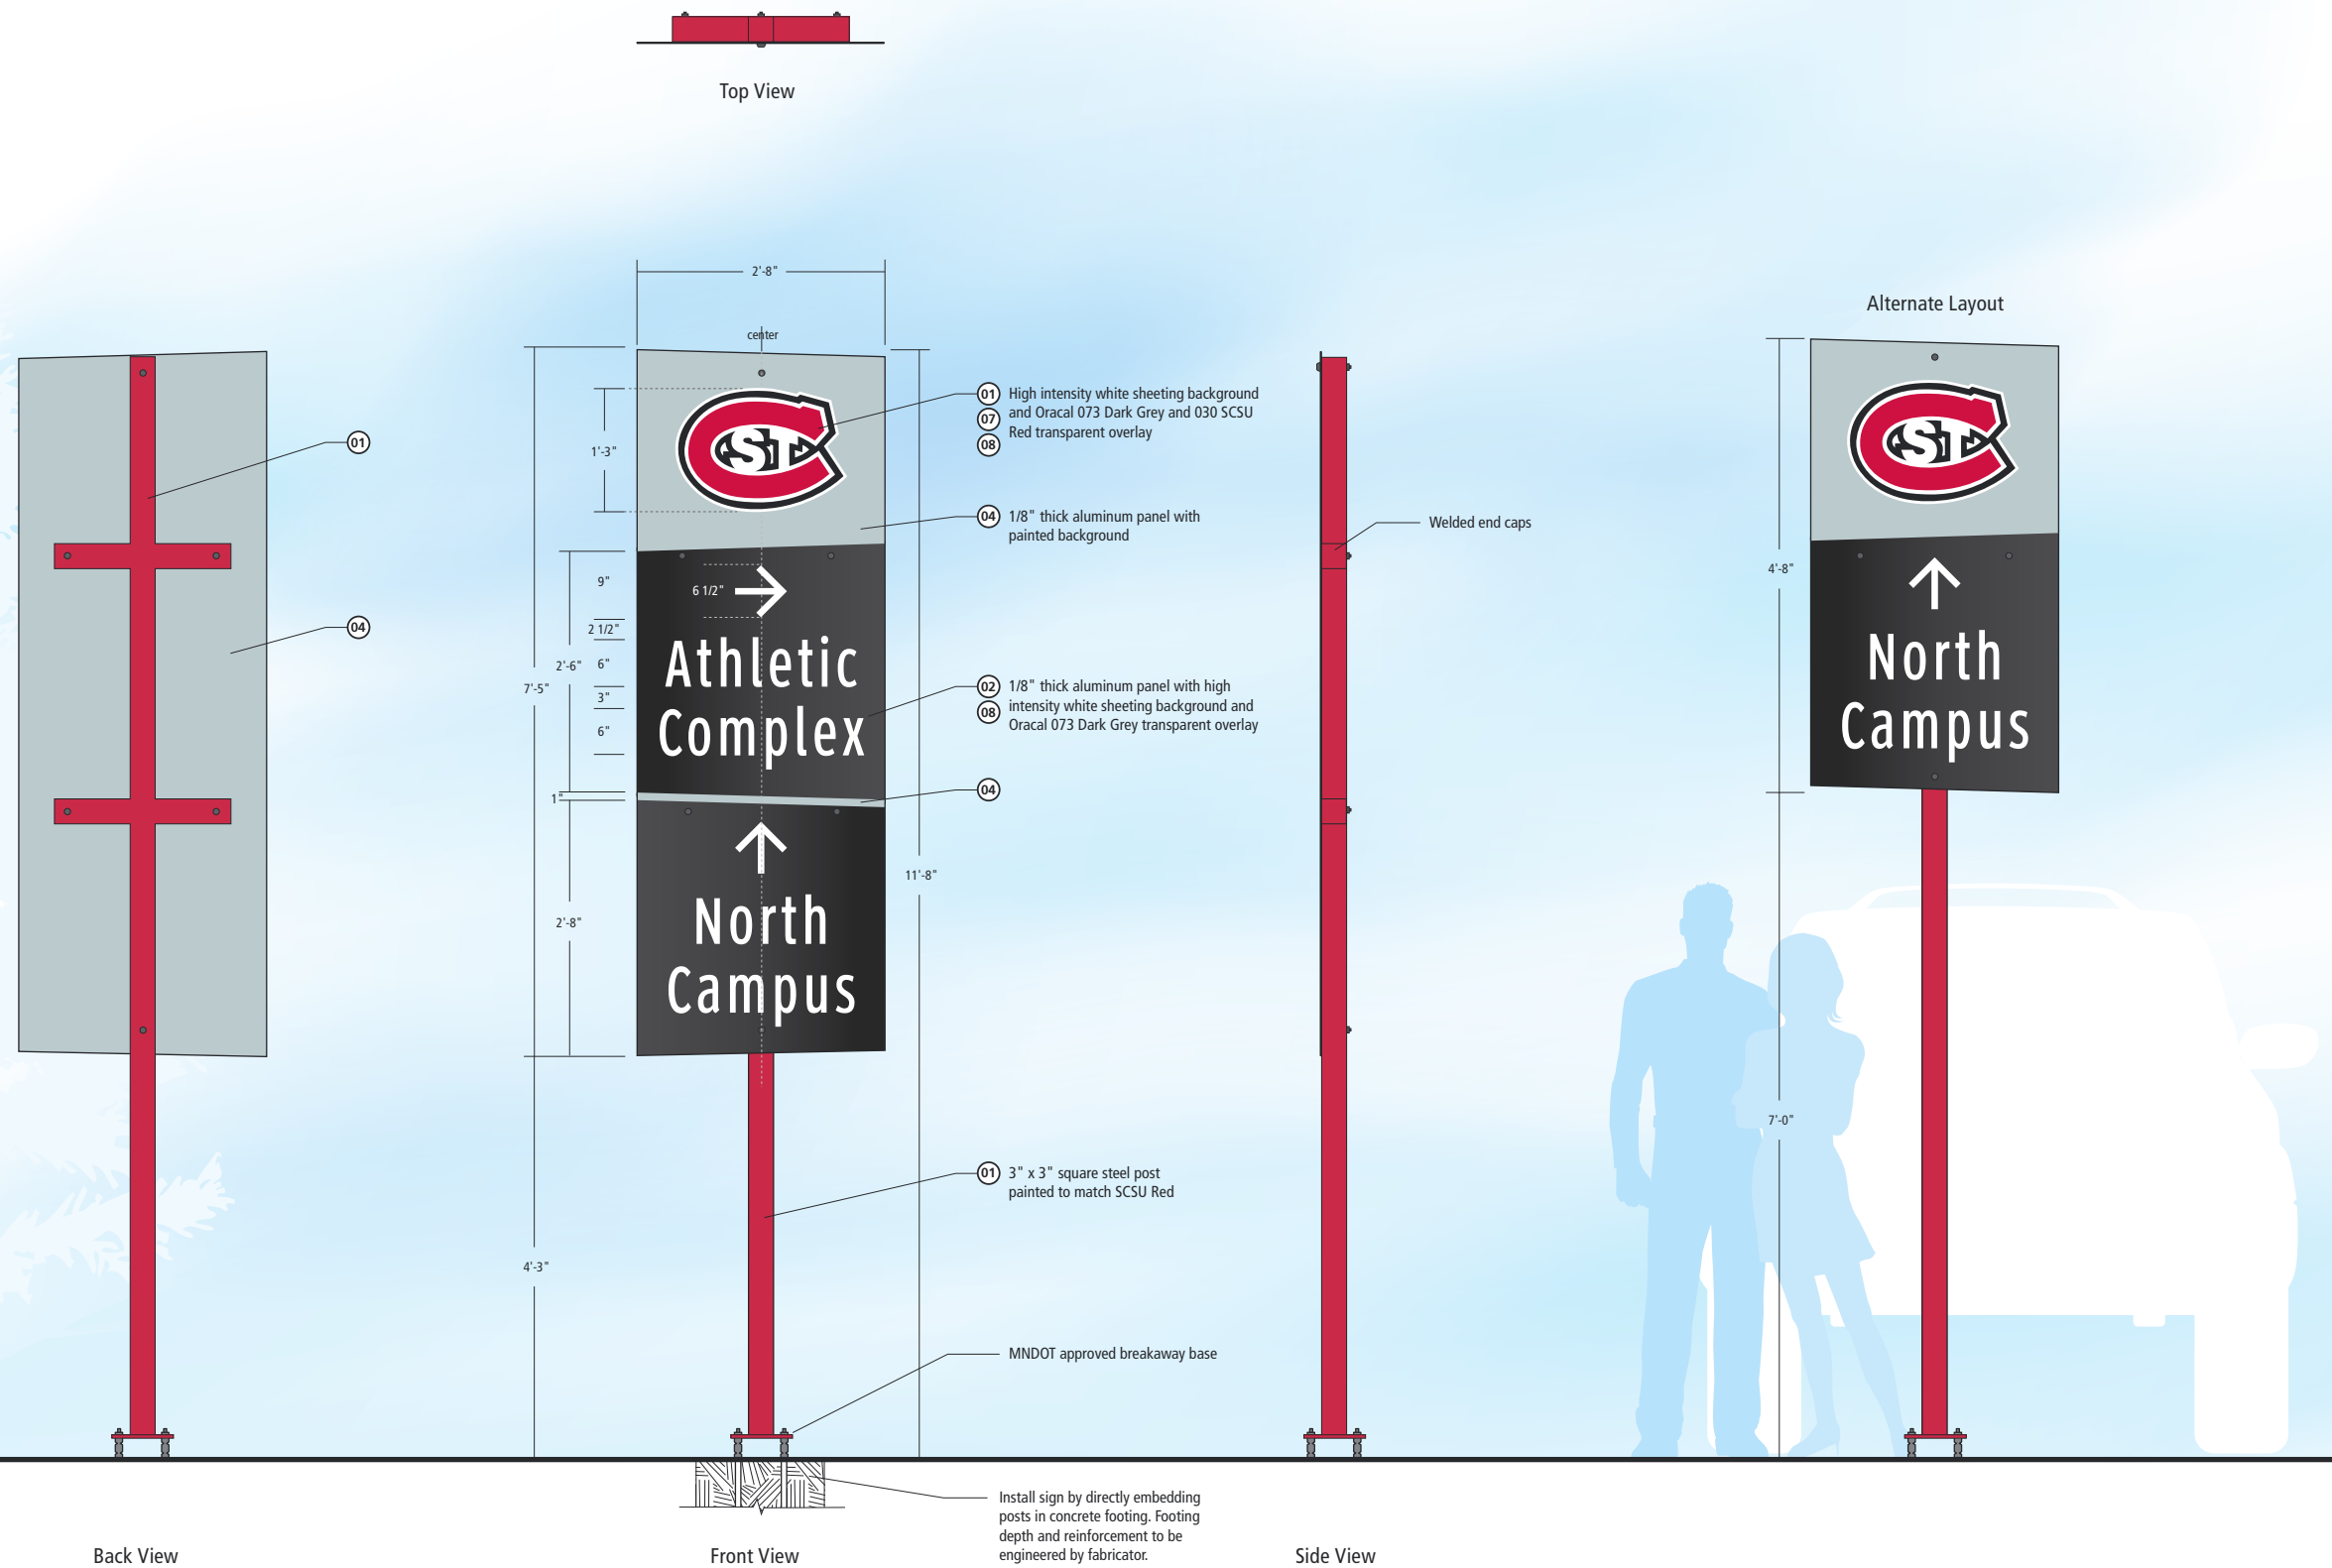 Top View
2'-8"
center
Alternate Layout
01
04
1'-3"
7'-5"
2'-6"
9"
2 1/2"
6"
3"
6"
1"
2'-8"
4'-3"
11'-8"
ST
6 1/2"
Athletic
Complex
North
Campus
01 High intensity white sheeting background
07 and Oracal 073 Dark Grey and 030 SCSU
08 Red transparent overlay
04 1/8" thick aluminum panel with
painted background
02 1/8" thick aluminum panel with high
08 intensity white sheeting background and
Oracal 073 Dark Grey transparent overlay
04
01 3" x 3" square steel post
painted to match SCSU Red
MNDOT approved breakaway base
Install sign by directly embedding
posts in concrete footing. Footing
depth and reinforcement to be
engineered by fabricator.
Welded end caps
4'-8"
7'-0"
ST
North
Campus
Back View
Front View
Side View